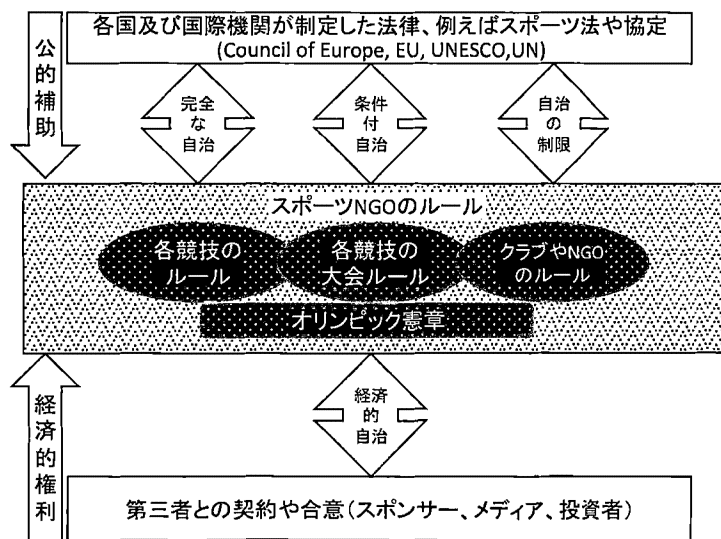 各国及び国際機関が制定した法律、例えばスポーツ法や協定
(Council of Europe, EU, UNESCO,UN)
公的補助
完全
な
自治
条件
付
自治
自治
の
制限
スポーツNGOのルール
各競技の
ルール
各競技の
大会ルール
クラブやNGO
のルール
オリンピック憲章
経済的権利
経済
的
自治
第三者との契約や合意(スポンサー、メディア、投資者)